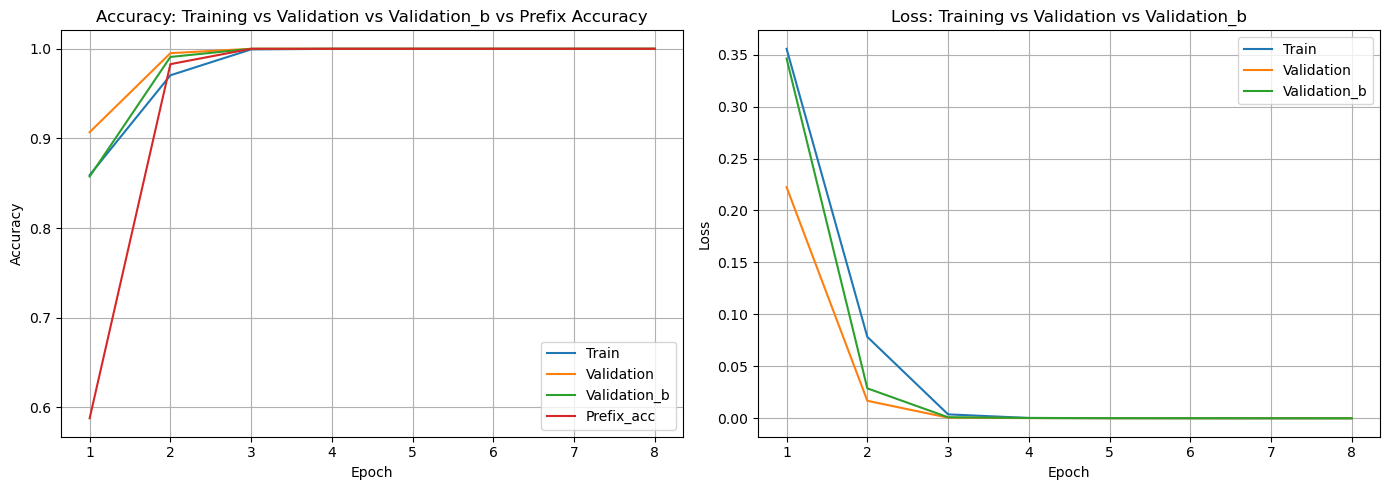 Accuracy: Training vs Validation vs Validation_b vs Prefix Accuracy
1.0
0.9
0.8
0.7
0.6
Accuracy
Train
Validation
Validation_b
Prefix_acc
1 2 3 4 5 6 7 8
Epoch
Loss: Training vs Validation vs Validation_b
0.35
0.30
0.25
0.20
0.15
0.10
0.05
0.00
Loss
Train
Validation
Validation_b
1 2 3 4 5 6 7 8
Epoch